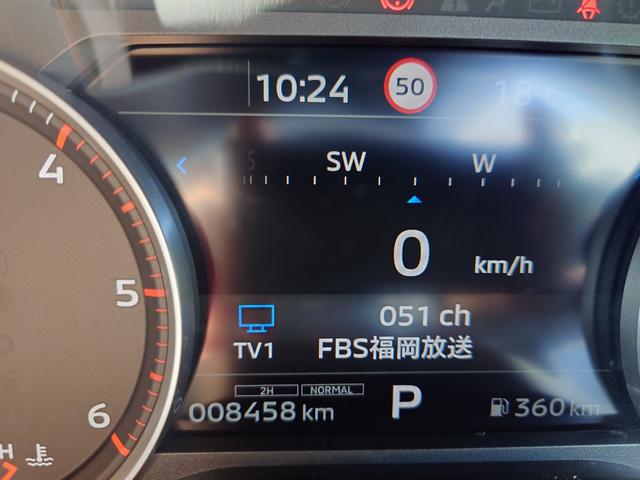 10:24 50 18°C
S SW W
4
0 km/h
5
051 ch
TV1 FBS福岡放送
2H NORMAL
6
008458 km P 360 km
H